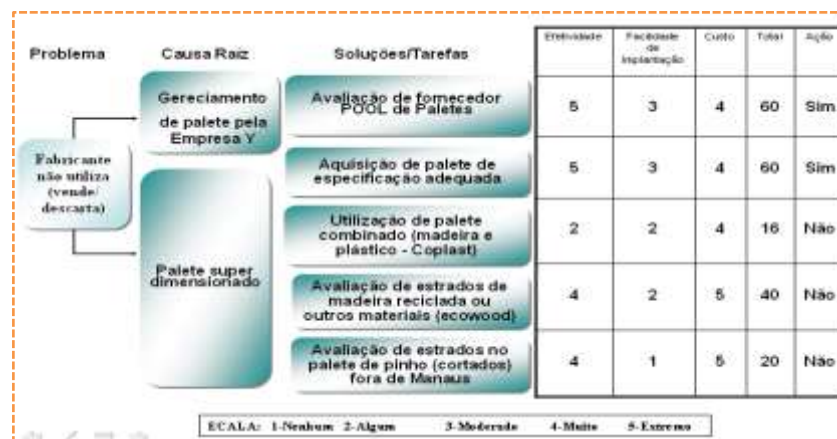 Problema
Causa Raiz
Soluções/Tarefas
Efetividade
Facilidade
de
Implantação
Custo
Total
Ação
Fabricante
não utiliza
(vende/
descarta)
Gereciamento
de palete pela
Empresa Y
Palete super
dimensionado
Avaliação de fornecedor
POOL de Paletes
5 3 4 60 Sim
Aquisição de palete de
especificação adequada
5 3 4 60 Sim
Utilização de palete
combinado (madeira e
plástico - Coplast)
2 2 4 16 Não
Avaliação de estrados de
madeira reciclada ou
outros materiais (ecowood)
4 2 5 40 Não
Avaliação de estrados no
palete de pinho (cortados)
fora de Manaus
4 1 5 20 Não
ECALA: 1-Nenhum 2-Algum 3-Moderado 4-Muito 5-Extremo